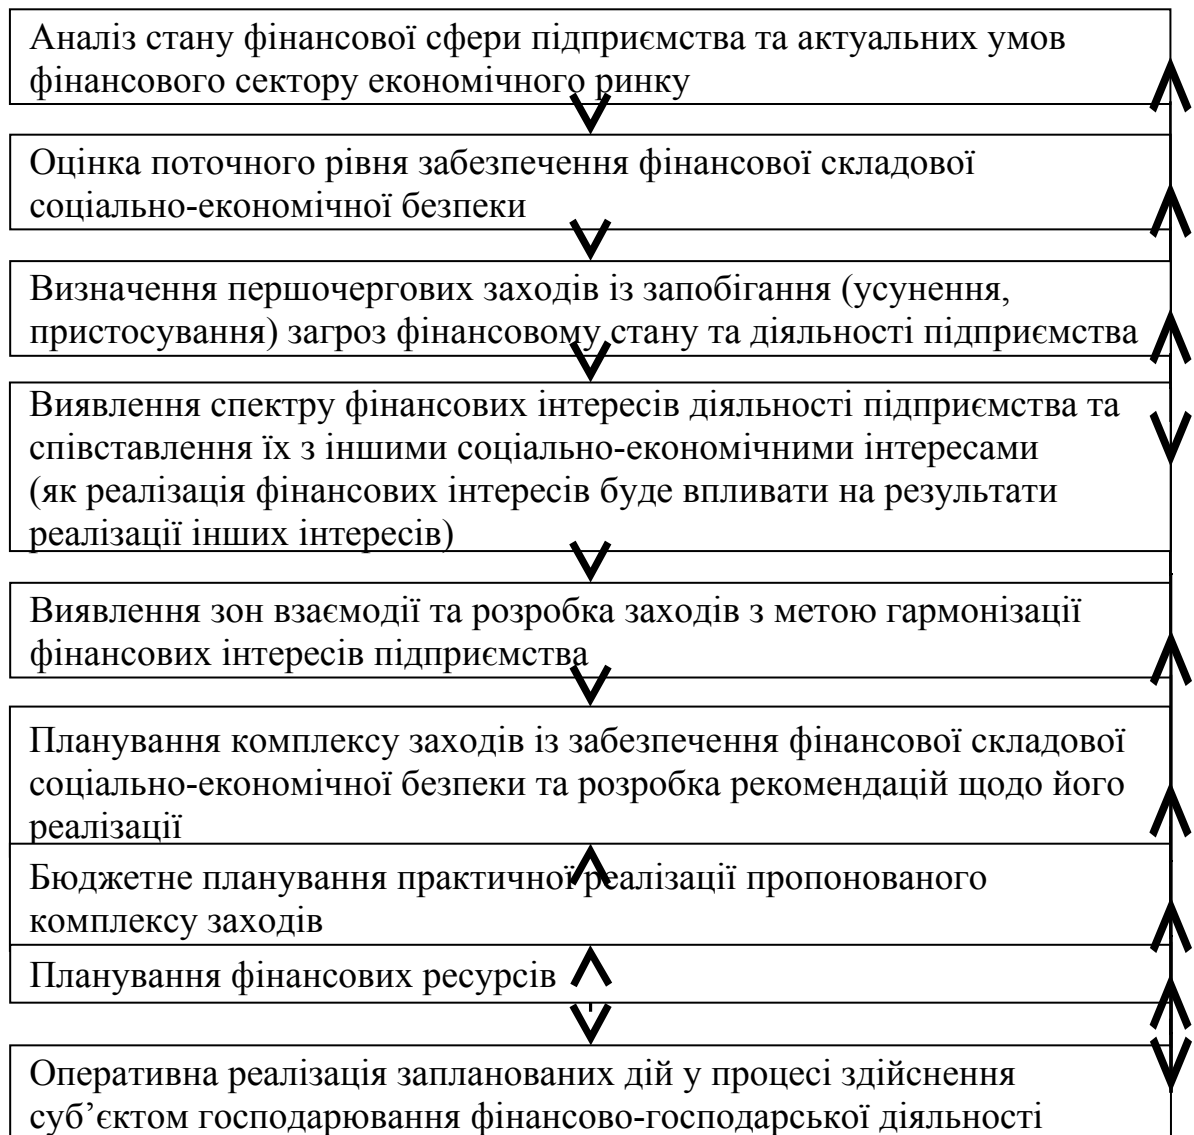 Аналіз стану фінансової сфери підприємства та актуальних умов
фінансового сектору економічного ринку
Оцінка поточного рівня забезпечення фінансової складової
соціально-економічної безпеки
Визначення першочергових заходів із запобігання (усунення,
пристосування) загроз фінансовому стану та діяльності підприємства
Виявлення спектру фінансових інтересів діяльності підприємства та
співставлення їх з іншими соціально-економічними інтересами
(як реалізація фінансових інтересів буде впливати на результати
реалізації інших інтересів)
Виявлення зон взаємодії та розробка заходів з метою гармонізації
фінансових інтересів підприємства
Планування комплексу заходів із забезпечення фінансової складової
соціально-економічної безпеки та розробка рекомендацій щодо його
реалізації
Бюджетне планування практичної реалізації пропонованого
комплексу заходів
Планування фінансових ресурсів
Оперативна реалізація запланованих дій у процесі здійснення
суб’єктом господарювання фінансово-господарської діяльності